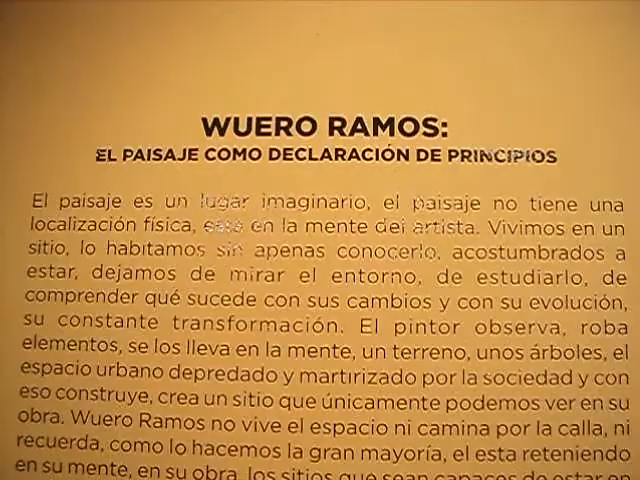 WUERO RAMOS:
EL PAISAJE COMO DECLARACIÓN DE PRINCIPIOS
El paisaje es un lugar imaginario, el paisaje no tiene una
localización física, esta en la mente del artista. Vivimos en un
sitio, lo habitamos sin apenas conocerlo, acostumbrados a
estar, dejamos de mirar el entorno, de estudiarlo, de
comprender qué sucede con sus cambios y con su evolución,
su constante transformación. El pintor observa, roba
elementos, se los lleva en la mente, un terreno, unos árboles, el
espacio urbano depredado y martirizado por la sociedad y con
eso construye, crea un sitio que únicamente podemos ver en su
obra. Wuero Ramos no vive el espacio ni camina por la calla, ni
recuerda, como lo hacemos la gran mayoría, el esta reteniendo
en su mente, en su obra, los sitios que sean capaces de estar en